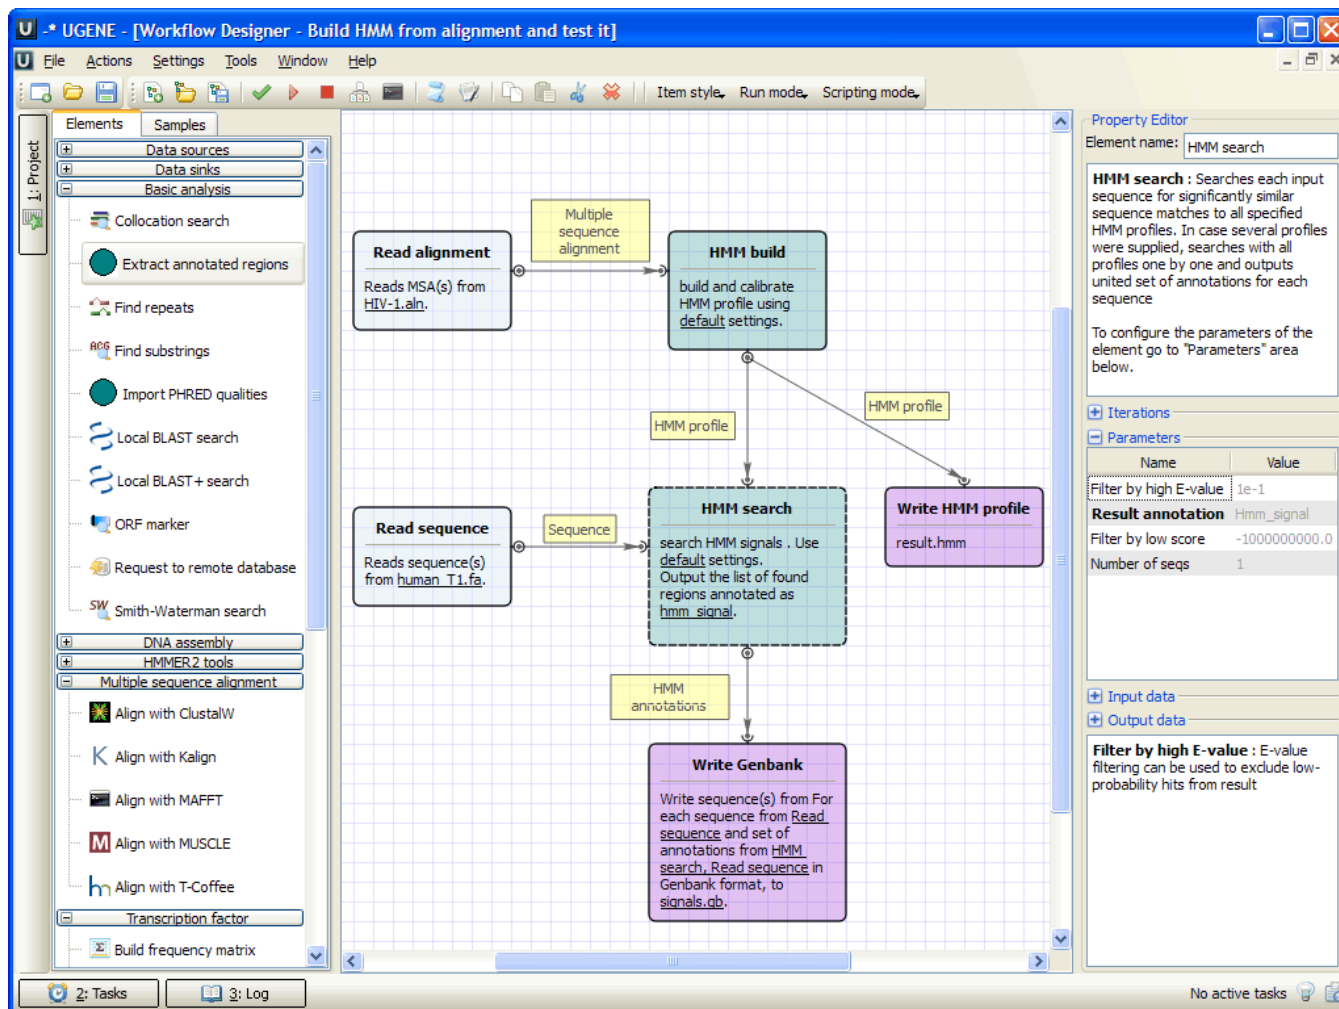 -* UGENE - [Workflow Designer - Build HMM from alignment and test it]
File Actions Settings Tools Window Help
Item style Run mode Scripting mode
1: Project
Elements Samples
Data sources
Data sinks
Basic analysis
Collocation search
Extract annotated regions
Find repeats
Find substrings
Import PHRED qualities
Local BLAST search
Local BLAST+ search
ORF marker
Request to remote database
Smith-Waterman search
DNA assembly
HMMER2 tools
Multiple sequence alignment
Align with ClustalW
Align with Kalign
Align with MAFFT
Align with MUSCLE
Align with T-Coffee
Transcription factor
Build frequency matrix
Read alignment
Reads MSA(s) from
HIV-1.aln.
Multiple
sequence
alignment
HMM build
build and calibrate
HMM profile using
default settings.
HMM profile
HMM profile
Read sequence
Reads sequence(s)
from human_T1.fa.
Sequence
HMM search
search HMM signals . Use
default settings.
Output the list of found
regions annotated as
hmm_signal.
Write HMM profile
result.hmm
HMM
annotations
Write Genbank
Write sequence(s) from For
each sequence from Read
sequence and set of
annotations from HMM
search, Read sequence in
Genbank format, to
signals.gb.
Property Editor
Element name: HMM search
HMM search : Searches each input
sequence for significantly similar
sequence matches to all specified
HMM profiles. In case several profiles
were supplied, searches with all
profiles one by one and outputs
united set of annotations for each
sequence
To configure the parameters of the
element go to "Parameters" area
below.
Iterations
Parameters
Name Value
Filter by high E-value 1e-1
Result annotation Hmm_signal
Filter by low score -1000000000.0
Number of seqs 1
Input data
Output data
Filter by high E-value : E-value
filtering can be used to exclude low-
probability hits from result
2: Tasks 3: Log No active tasks